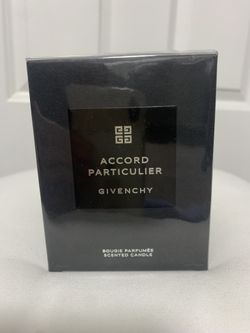 ACCORD
PARTICULIER
GIVENCHY
BOUGIE PARFUMÉE
SCENTED CANDLE